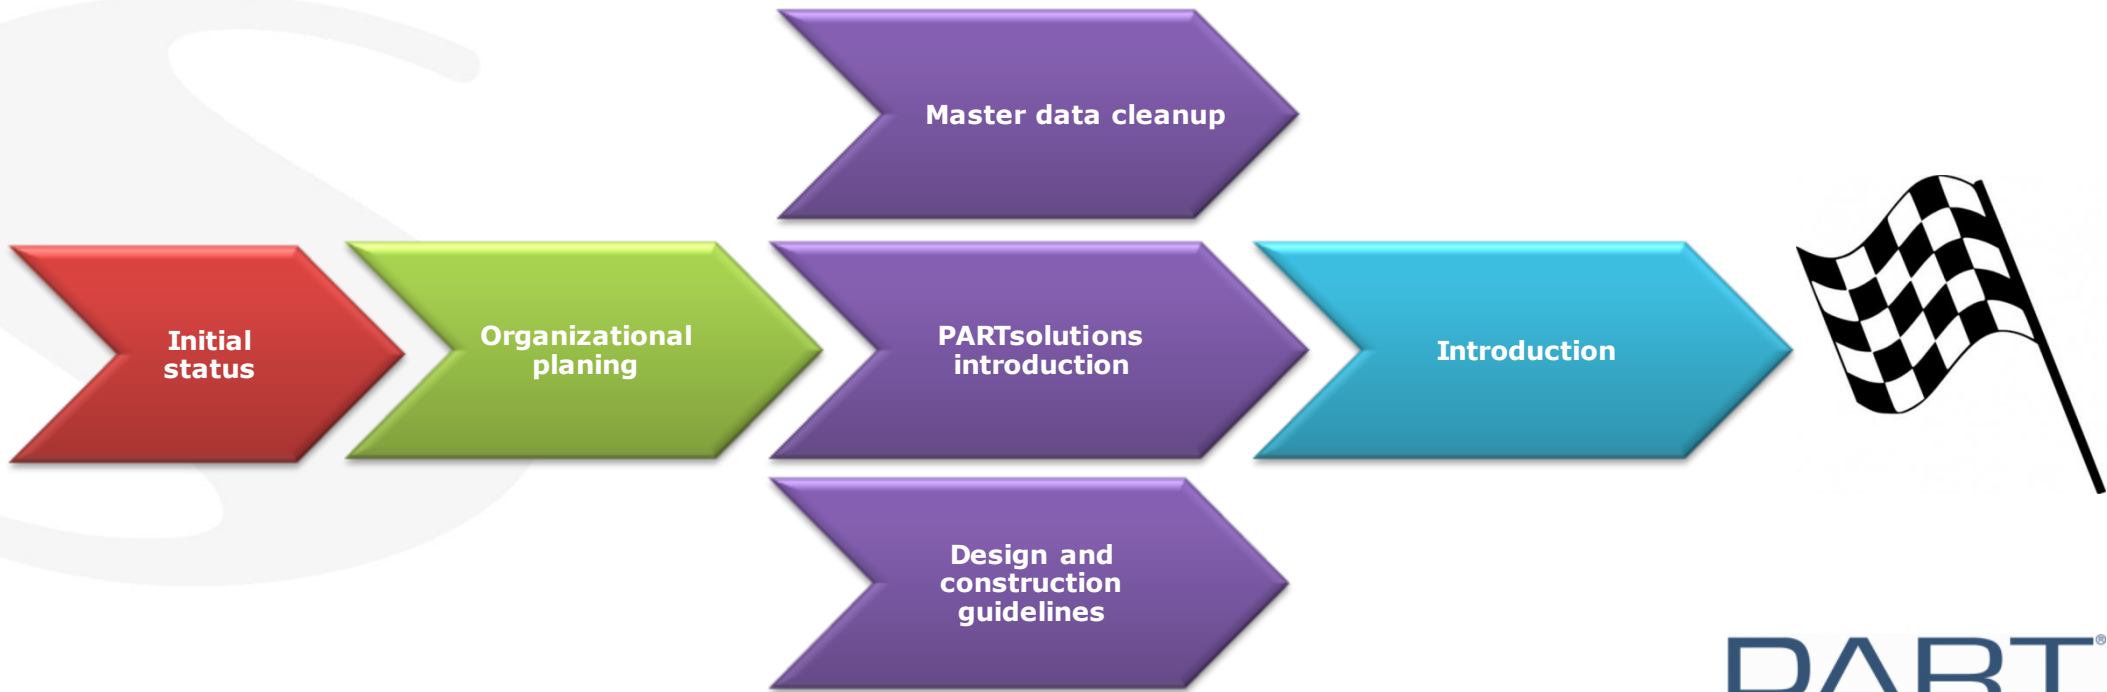 Master data cleanup
Initial
status
Organizational
planing
PARTsolutions
introduction
Introduction
Design and
construction
guidelines
PART®